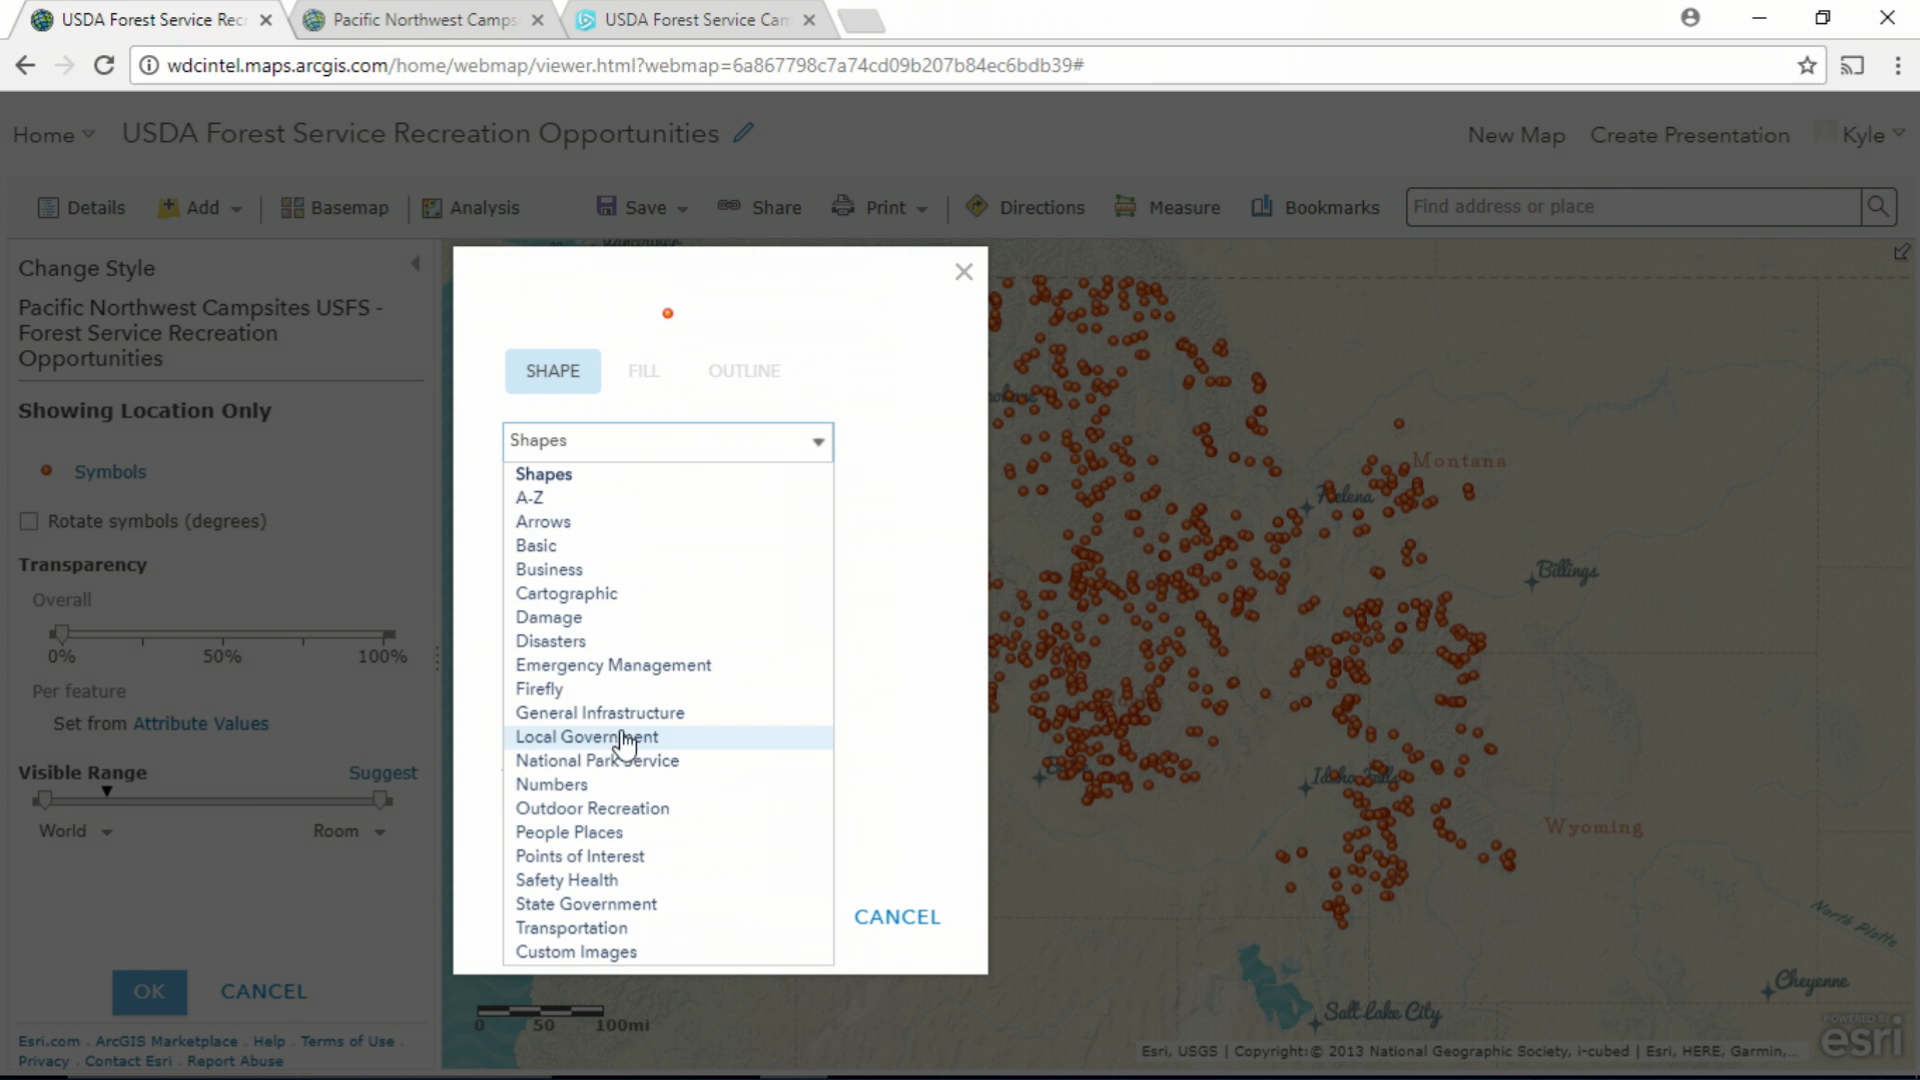 USDA Forest Service Rec
Pacific Northwest Camps
USDA Forest Service Cam
wdcintel.maps.arcgis.com/home/webmap/viewer.html?webmap=6a867798c7a74cd09b207b84ec6bdb39#
Home
USDA Forest Service Recreation Opportunities
New Map
Create Presentation
Kyle
Details
Add
Basemap
Analysis
Save
Share
Print
Directions
Measure
Bookmarks
Find address or place
Change Style
Pacific Northwest Campsites USFS -
Forest Service Recreation
Opportunities
Showing Location Only
Symbols
Rotate symbols (degrees)
Transparency
Overall
0%
50%
100%
Per feature
Set from Attribute Values
Visible Range
Suggest
World
Room
OK
CANCEL
Esri.com . ArcGIS Marketplace . Help . Terms of Use .
Privacy . Contact Esri . Report Abuse
SHAPE
FILL
OUTLINE
Shapes
Shapes
A-Z
Arrows
Basic
Business
Cartographic
Damage
Disasters
Emergency Management
Firefly
General Infrastructure
Local Government
National Park Service
Numbers
Outdoor Recreation
People Places
Points of Interest
Safety Health
State Government
Transportation
Custom Images
CANCEL
Montana
Helena
Billings
Idaho Falls
Wyoming
North Platte
Cheyenne
Salt Lake City
0
50
100mi
Esri, USGS | Copyright:© 2013 National Geographic Society, i-cubed | Esri, HERE, Garmin,...
POWERED BY
esri